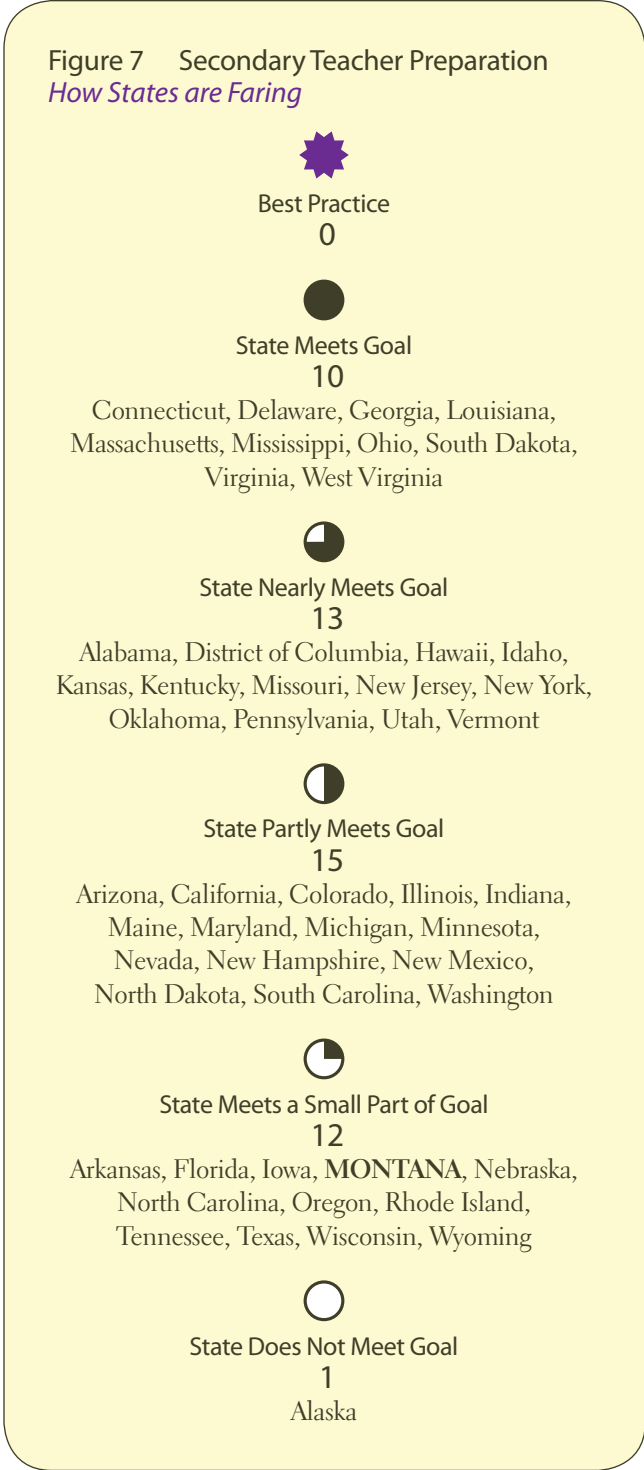 Figure 7 Secondary Teacher Preparation
How States are Faring
Best Practice
0
State Meets Goal
10
Connecticut, Delaware, Georgia, Louisiana,
Massachusetts, Mississippi, Ohio, South Dakota,
Virginia, West Virginia
State Nearly Meets Goal
13
Alabama, District of Columbia, Hawaii, Idaho,
Kansas, Kentucky, Missouri, New Jersey, New York,
Oklahoma, Pennsylvania, Utah, Vermont
State Partly Meets Goal
15
Arizona, California, Colorado, Illinois, Indiana,
Maine, Maryland, Michigan, Minnesota,
Nevada, New Hampshire, New Mexico,
North Dakota, South Carolina, Washington
State Meets a Small Part of Goal
12
Arkansas, Florida, Iowa, MONTANA, Nebraska,
North Carolina, Oregon, Rhode Island,
Tennessee, Texas, Wisconsin, Wyoming
State Does Not Meet Goal
1
Alaska